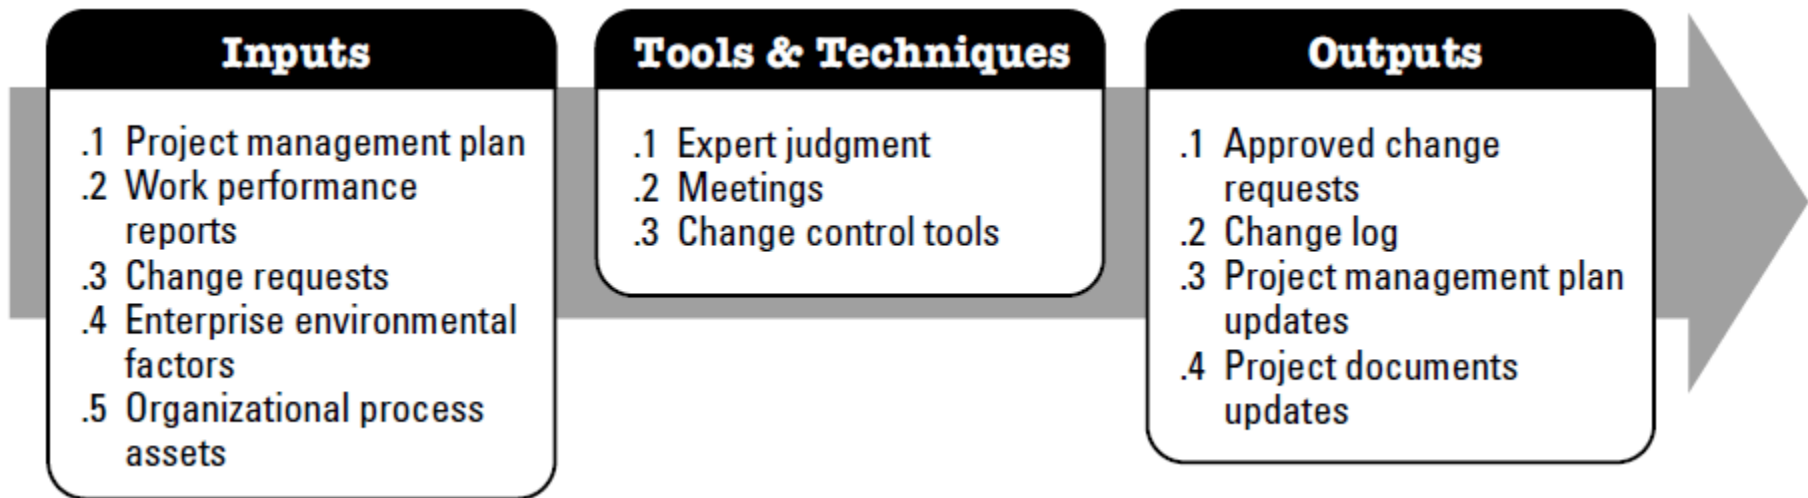 Inputs
.1 Project management plan
.2 Work performance
reports
.3 Change requests
.4 Enterprise environmental
factors
.5 Organizational process
assets
Tools & Techniques
.1 Expert judgment
.2 Meetings
.3 Change control tools
Outputs
.1 Approved change
requests
.2 Change log
.3 Project management plan
updates
.4 Project documents
updates